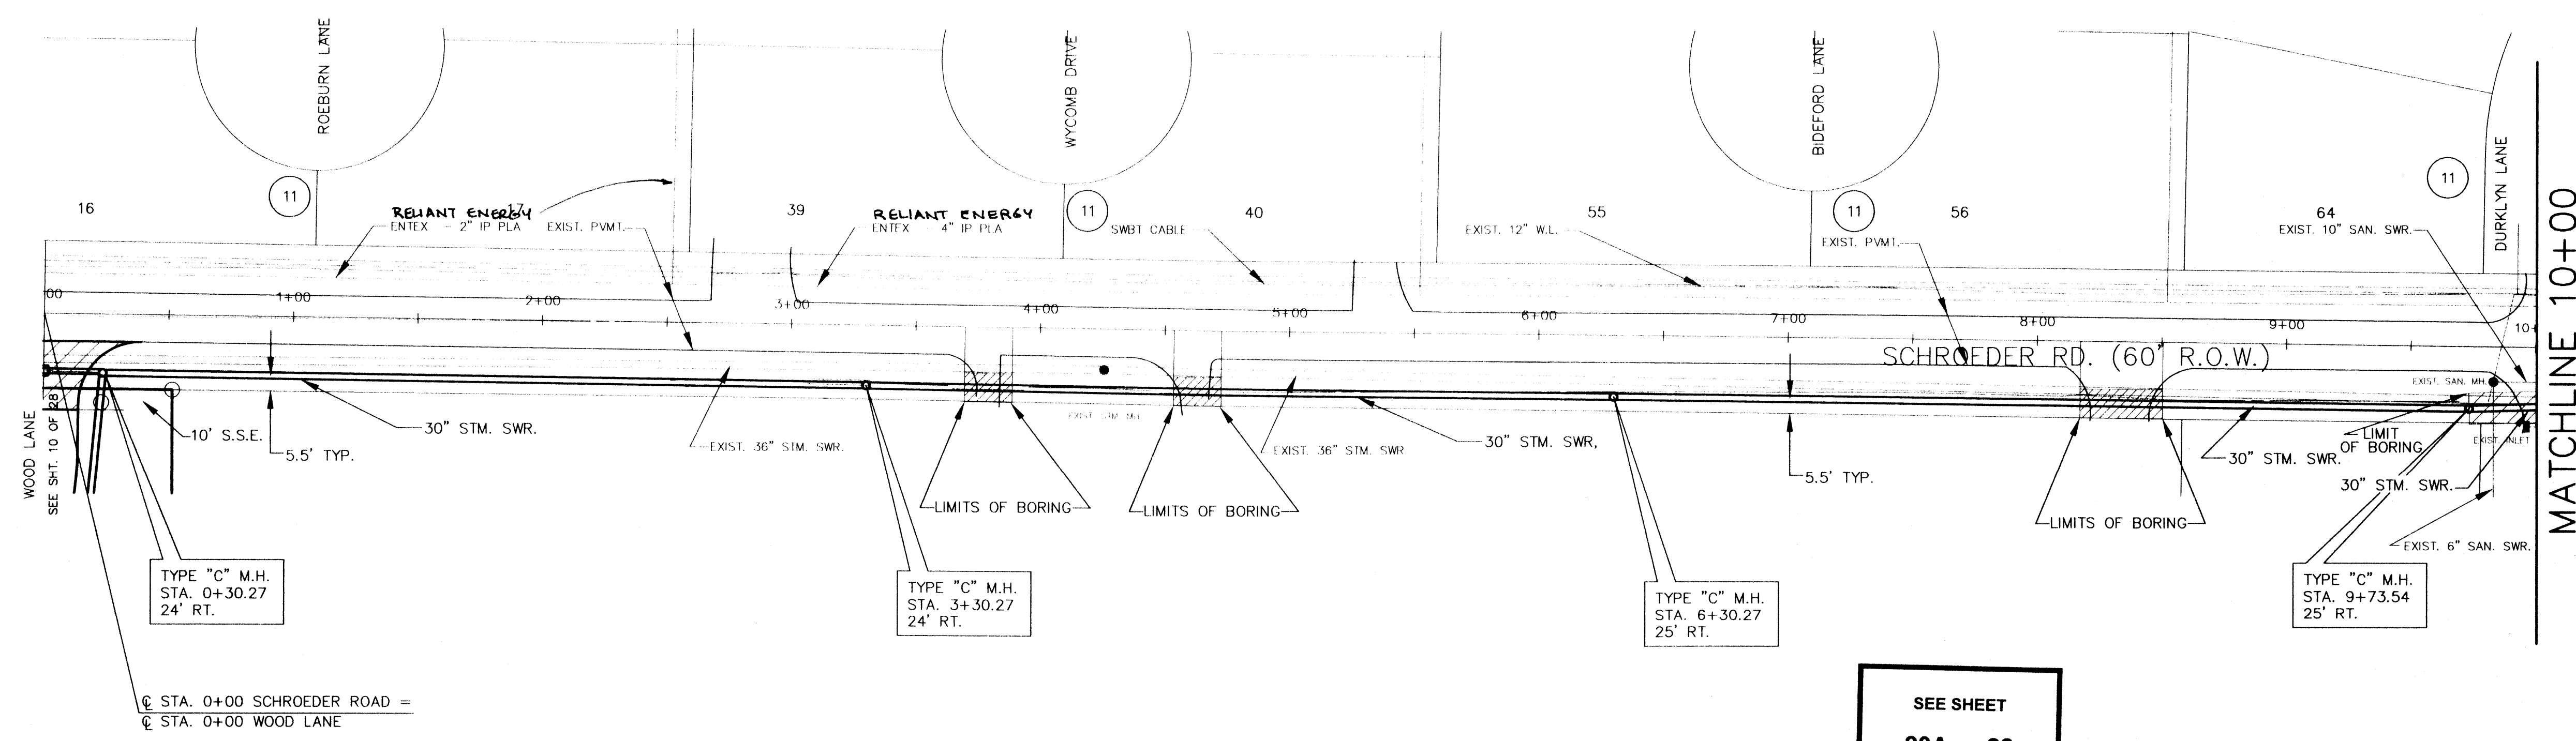 ROEBURN LANE
WYCOMB DRIVE
BIDEFORD LANE
DURKLYN LANE
MATCHLINE 10+00
16
11
17
39
11
40
55
11
56
64
11
RELIANT ENERGY
ENTEX - 2" IP PLA
EXIST. PVMT.
RELIANT ENERGY
ENTEX - 4" IP PLA
SWBT CABLE
EXIST. 12" W.L.
EXIST. PVMT.
EXIST. 10" SAN. SWR.
00
1+00
2+00
3+00
4+00
5+00
6+00
7+00
8+00
9+00
10+
SCHROEDER RD. (60' R.O.W.)
EXIST. SAN. MH.
WOOD LANE
SEE SHT. 10 OF 28
10' S.S.E.
5.5' TYP.
30" STM. SWR.
EXIST. 36" STM. SWR.
EXIST. STM. MH.
EXIST. 36" STM. SWR.
30" STM. SWR,
5.5' TYP.
LIMIT
OF BORING
EXIST. INLET
30" STM. SWR.
30" STM. SWR.
LIMITS OF BORING
LIMITS OF BORING
LIMITS OF BORING
EXIST. 6" SAN. SWR.
TYPE "C" M.H.
STA. 0+30.27
24' RT.
TYPE "C" M.H.
STA. 3+30.27
24' RT.
TYPE "C" M.H.
STA. 6+30.27
25' RT.
TYPE "C" M.H.
STA. 9+73.54
25' RT.
℄ STA. 0+00 SCHROEDER ROAD =
℄ STA. 0+00 WOOD LANE
SEE SHEET